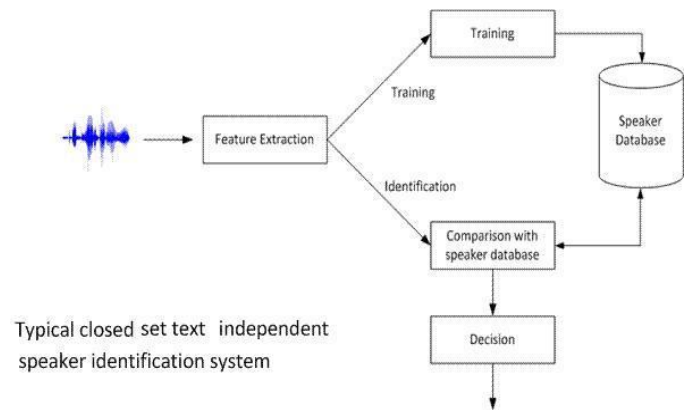 Training
Training
Speaker
Database
Feature Extraction
Identification
Comparison with
speaker database
Decision
Typical closed set text independent
speaker identification system